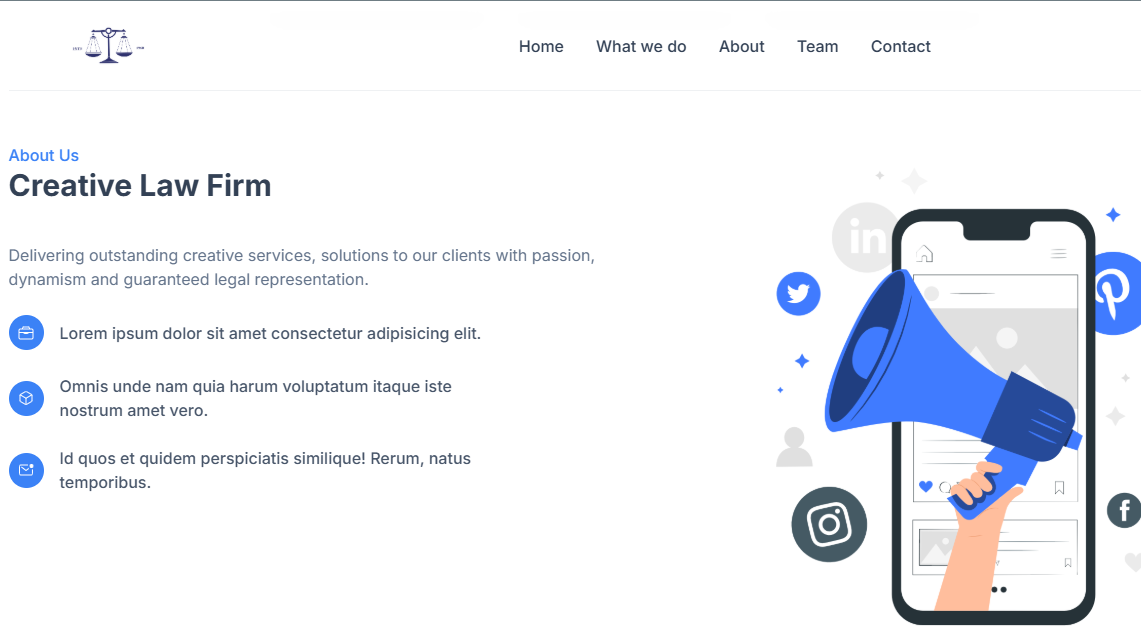 Home What we do About Team Contact
About Us
Creative Law Firm
Delivering outstanding creative services, solutions to our clients with passion,
dynamism and guaranteed legal representation.
Lorem ipsum dolor sit amet consectetur adipisicing elit.
Omnis unde nam quia harum voluptatum itaque iste
nostrum amet vero.
Id quos et quidem perspiciatis similique! Rerum, natus
temporibus.
in